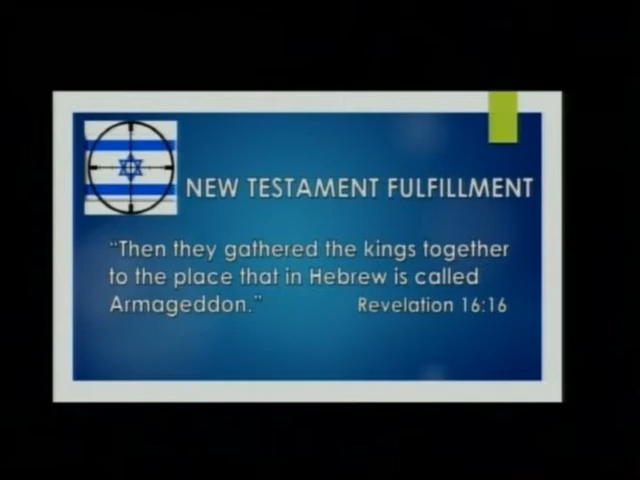 NEW TESTAMENT FULFILLMENT
“Then they gathered the kings together
to the place that in Hebrew is called
Armageddon.” Revelation 16:16